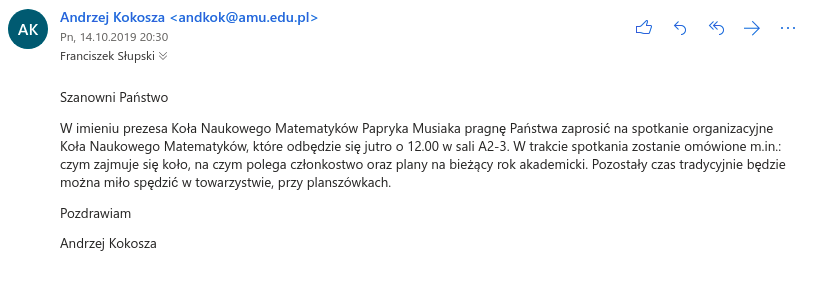 AK
Andrzej Kokosza <andkok@amu.edu.pl>
Pn, 14.10.2019 20:30
Franciszek Słupski
Szanowni Państwo
W imieniu prezesa Koła Naukowego Matematyków Papryka Musiaka pragnę Państwa zaprosić na spotkanie organizacyjne
Koła Naukowego Matematyków, które odbędzie się jutro o 12.00 w sali A2-3. W trakcie spotkania zostanie omówione m.in.:
czym zajmuje się koło, na czym polega członkostwo oraz plany na bieżący rok akademicki. Pozostały czas tradycyjnie będzie
można miło spędzić w towarzystwie, przy planszówkach.
Pozdrawiam
Andrzej Kokosza